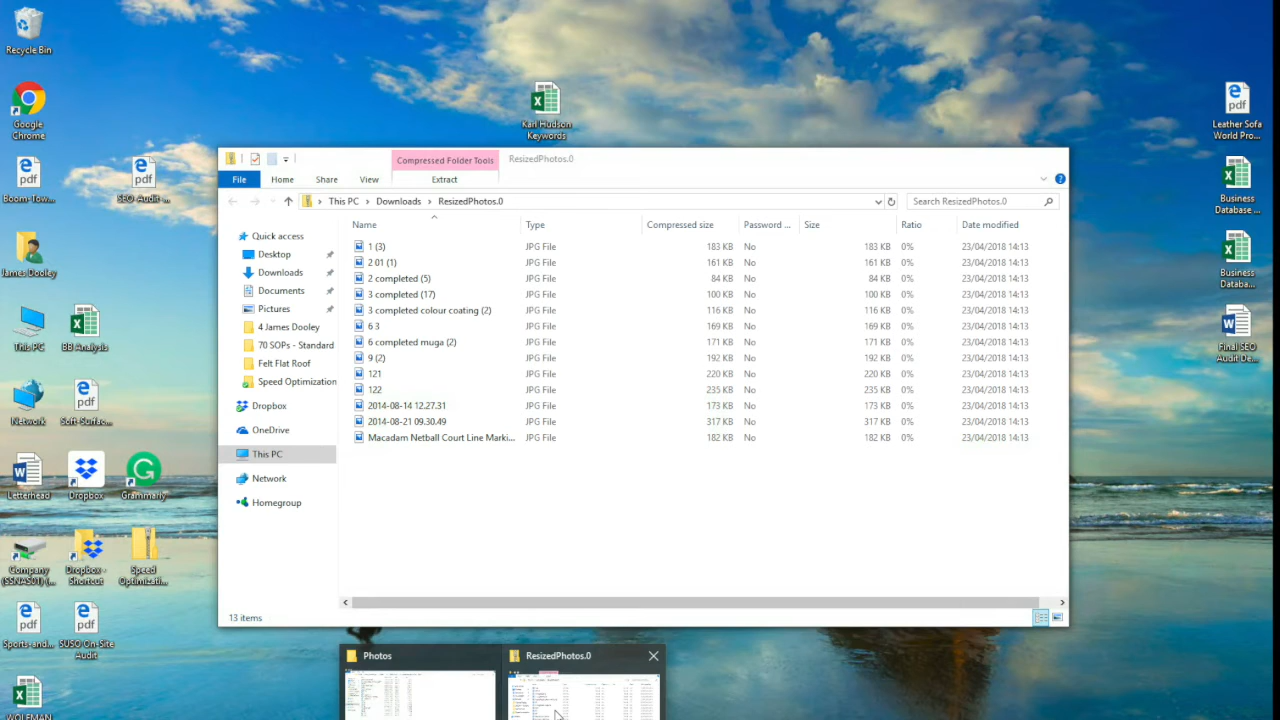 Recycle Bin
Google
Chrome
Boom-Tow...
SEO-Audit -...
James Dooley
This PC
BB Analysis
Network
Soft-Surfac...
Letterhead
Dropbox
Grammarly
Company
(SSNAS01) (...
Dropbox -
Shortcut
Speed
Optimizati...
Sports-and...
SUSO On-Site
Audit
WOLEMAN
Karl Hudson
Keywords
Leather Sofa
World Pro...
Business
Database ...
Business
Databa...
Final SEO
Audit De...
Compressed Folder Tools
ResizedPhotos.0
File Home Share View Extract
This PC > Downloads > ResizedPhotos.0
Search ResizedPhotos.0
Name Type Compressed size Password ... Size Ratio Date modified
1 (3) JPG File 183 KB No 183 KB 0% 23/04/2018 14:13
2 01 (1) JPG File 161 KB No 161 KB 0% 23/04/2018 14:13
2 completed (5) JPG File 84 KB No 84 KB 0% 23/04/2018 14:13
3 completed (17) JPG File 100 KB No 100 KB 0% 23/04/2018 14:13
3 completed colour coating (2) JPG File 116 KB No 116 KB 0% 23/04/2018 14:13
6 3 JPG File 169 KB No 169 KB 0% 23/04/2018 14:13
6 completed muga (2) JPG File 171 KB No 171 KB 0% 23/04/2018 14:13
9 (2) JPG File 192 KB No 192 KB 0% 23/04/2018 14:13
121 JPG File 220 KB No 220 KB 0% 23/04/2018 14:13
122 JPG File 235 KB No 235 KB 0% 23/04/2018 14:13
2014-08-14 12.27.31 JPG File 173 KB No 173 KB 0% 23/04/2018 14:13
2014-08-21 09.30.49 JPG File 317 KB No 317 KB 0% 23/04/2018 14:13
Macadam Netball Court Line Marki... JPG File 182 KB No 182 KB 0% 23/04/2018 14:13
Quick access
Desktop
Downloads
Documents
Pictures
4 James Dooley
70 SOPs - Standard
Felt Flat Roof
Speed Optimization
Dropbox
OneDrive
This PC
Network
Homegroup
13 items
Photos
ResizedPhotos.0